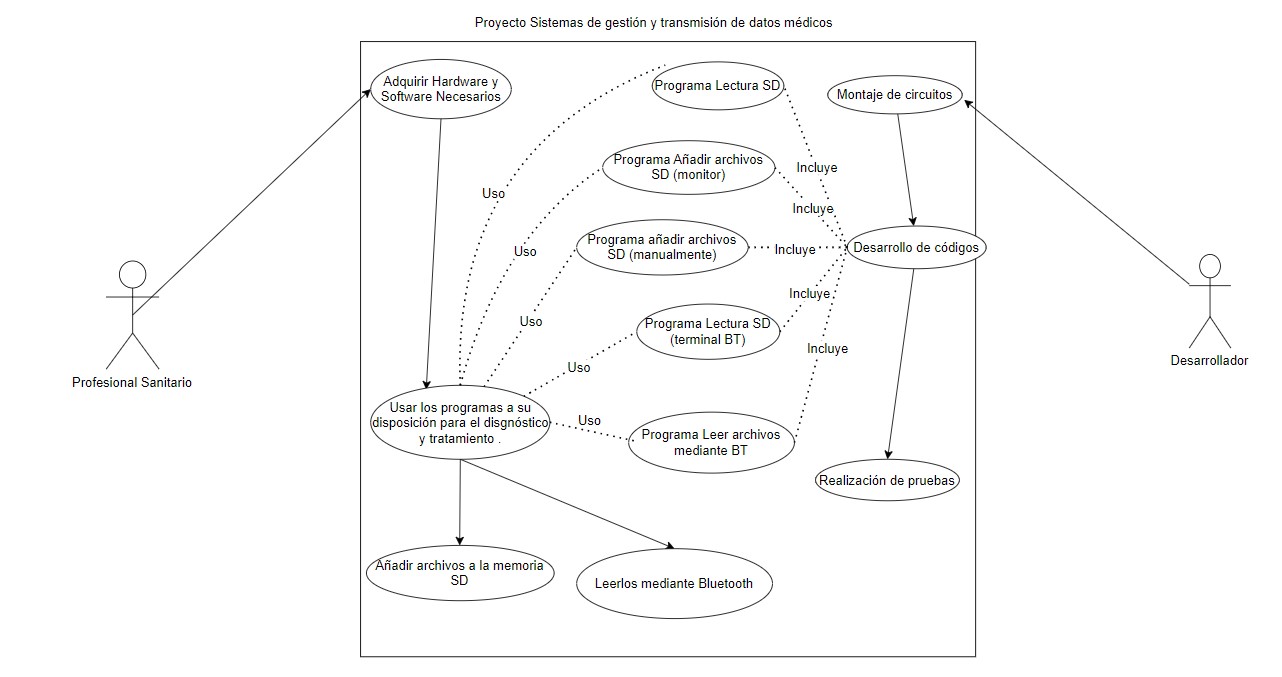 Proyecto Sistemas de gestión y transmisión de datos médicos
Adquirir Hardware y
Software Necesarios
Programa Lectura SD
Montaje de circuitos
Programa Añadir archivos
SD (monitor)
Incluye
Uso
Incluye
Programa añadir archivos
SD (manualmente)
Uso
Incluye
Desarrollo de códigos
Incluye
Uso
Programa Lectura SD
(terminal BT)
Incluye
Uso
Profesional Sanitario
Desarrollador
Usar los programas a su
disposición para el disgnóstico
y tratamiento .
Uso
Programa Leer archivos
mediante BT
Realización de pruebas
Añadir archivos a la memoria
SD
Leerlos mediante Bluetooth